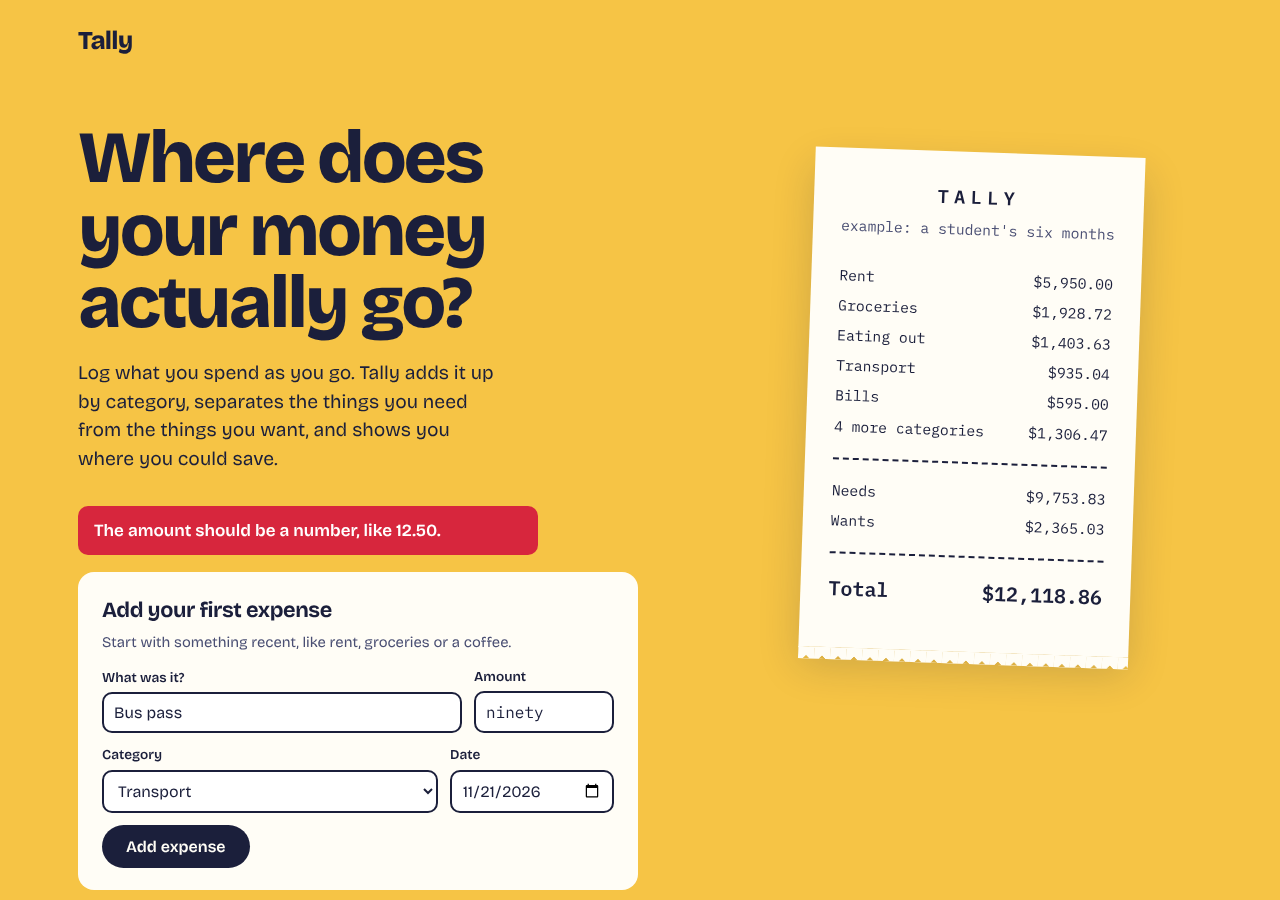 Tally
Where does
your money
actually go?
Log what you spend as you go. Tally adds it up
by category, separates the things you need
from the things you want, and shows you
where you could save.
The amount should be a number, like 12.50.
Add your first expense
Start with something recent, like rent, groceries or a coffee.
What was it? Amount
Bus pass ninety
Category Date
Transport 11/21/2026
Add expense
TALLY
example: a student's six months
Rent $5,950.00
Groceries $1,928.72
Eating out $1,403.63
Transport $935.04
Bills $595.00
4 more categories $1,306.47
Needs $9,753.83
Wants $2,365.03
Total $12,118.86